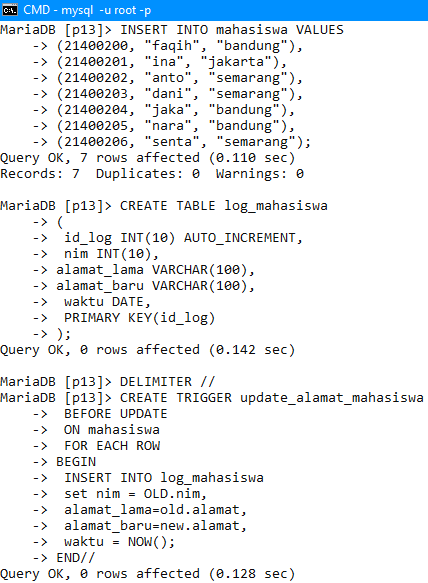 CMD - mysql  -u root -p
MariaDB [p13]> INSERT INTO mahasiswa VALUES
    -> (21400200, "faqih", "bandung"),
    -> (21400201, "ina", "jakarta"),
    -> (21400202, "anto", "semarang"),
    -> (21400203, "dani", "semarang"),
    -> (21400204, "jaka", "bandung"),
    -> (21400205, "nara", "bandung"),
    -> (21400206, "senta", "semarang");
Query OK, 7 rows affected (0.110 sec)
Records: 7  Duplicates: 0  Warnings: 0

MariaDB [p13]> CREATE TABLE log_mahasiswa
    -> (
    ->  id_log INT(10) AUTO_INCREMENT,
    ->  nim INT(10),
    -> alamat_lama VARCHAR(100),
    -> alamat_baru VARCHAR(100),
    ->  waktu DATE,
    ->  PRIMARY KEY(id_log)
    -> );
Query OK, 0 rows affected (0.142 sec)

MariaDB [p13]> DELIMITER //
MariaDB [p13]> CREATE TRIGGER update_alamat_mahasiswa
    ->  BEFORE UPDATE
    ->  ON mahasiswa
    ->  FOR EACH ROW
    -> BEGIN
    ->  INSERT INTO log_mahasiswa
    ->  set nim = OLD.nim,
    ->  alamat_lama=old.alamat,
    ->  alamat_baru=new.alamat,
    ->  waktu = NOW();
    -> END//
Query OK, 0 rows affected (0.128 sec)